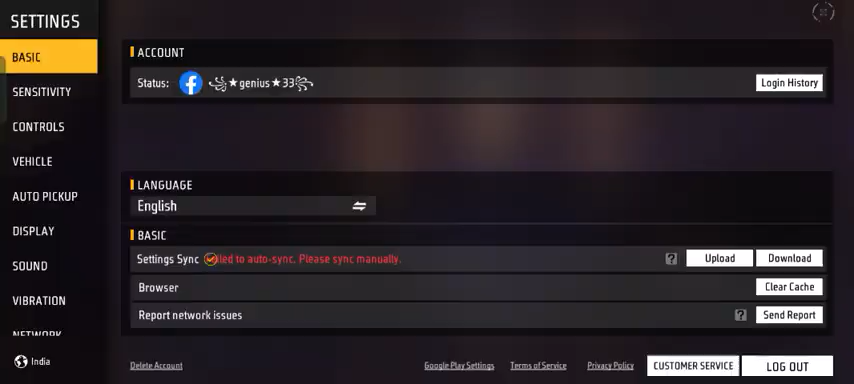 SETTINGS
BASIC
SENSITIVITY
CONTROLS
VEHICLE
AUTO PICKUP
DISPLAY
SOUND
VIBRATION
NETWORK
India
ACCOUNT
Status: ꧁★genius★33꧂ Login History
LANGUAGE
English
BASIC
Settings Sync led to auto-sync. Please sync manually. ? Upload Download
Browser Clear Cache
Report network issues ? Send Report
Delete Account Google Play Settings Terms of Service Privacy Policy CUSTOMER SERVICE LOG OUT